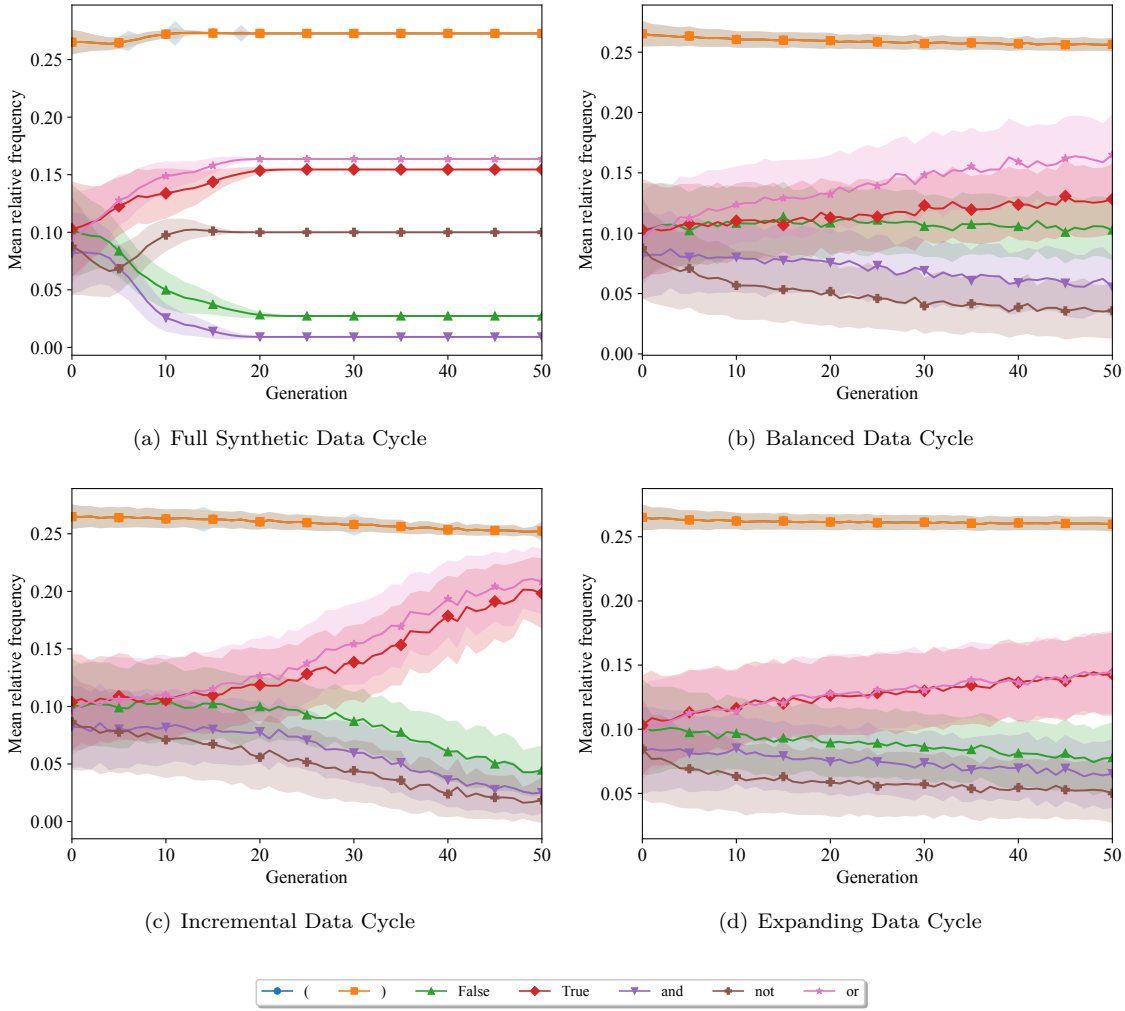 0.25
0.20
0.15
0.10
0.05
0.00
Mean relative frequency
0 10 20 30 40 50
Generation
(a) Full Synthetic Data Cycle
0.25
0.20
0.15
0.10
0.05
0.00
Mean relative frequency
0 10 20 30 40 50
Generation
(b) Balanced Data Cycle
0.25
0.20
0.15
0.10
0.05
0.00
Mean relative frequency
0 10 20 30 40 50
Generation
(c) Incremental Data Cycle
0.25
0.20
0.15
0.10
0.05
Mean relative frequency
0 10 20 30 40 50
Generation
(d) Expanding Data Cycle
( ) False True and not or